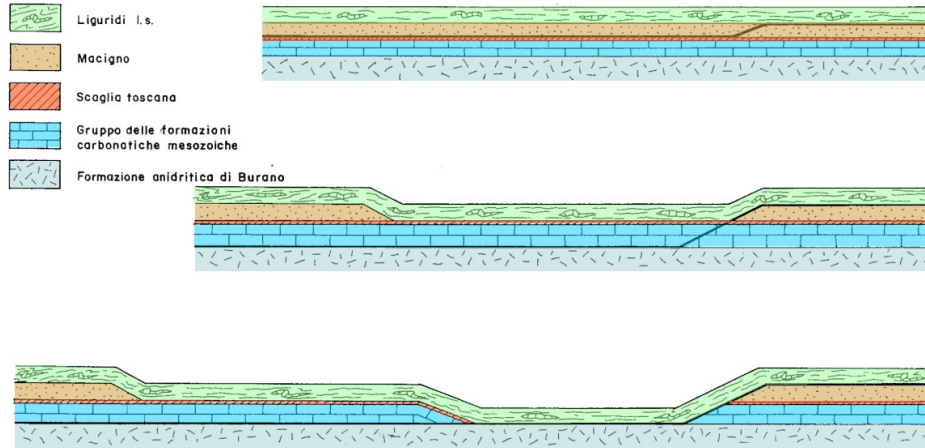 Liguridi l.s.
Macigno
Scaglia toscana
Gruppo delle formazioni
carbonatiche mesozoiche
Formazione anidritica di Burano